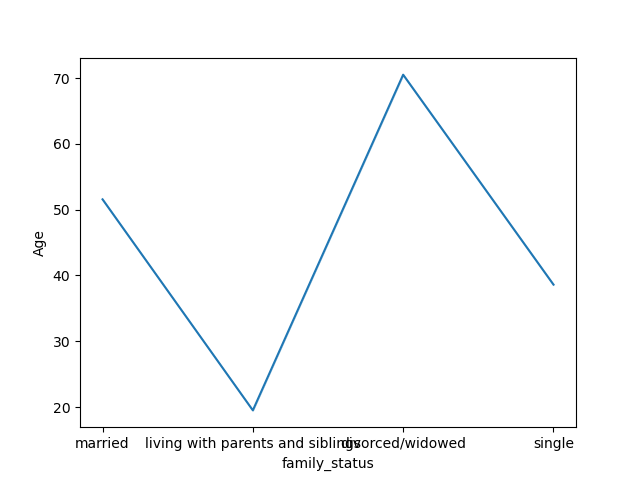 70
60
50
40
30
20
Age
married
living with parents and siblings
divorced/widowed
single
family_status